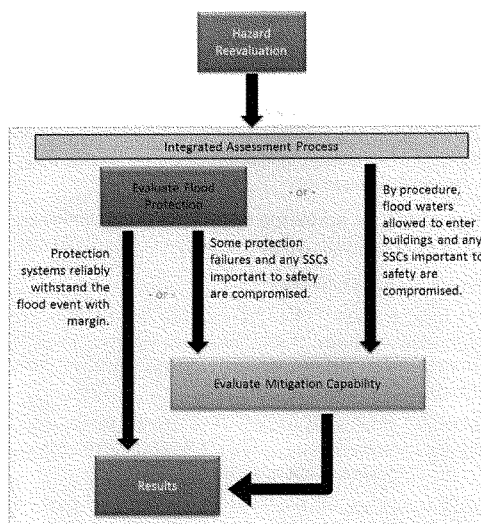 Hazard
Reevaluation
Integrated Assessment Process
Evaluate Flood
Protection
- or -
By procedure,
flood waters
allowed to enter
buildings and any
SSCs important to
safety are
compromised.
Protection
systems reliably
withstand the
flood event with
margin.
- or -
Some protection
failures and any SSCs
important to safety
are compromised.
Evaluate Mitigation Capability
Results